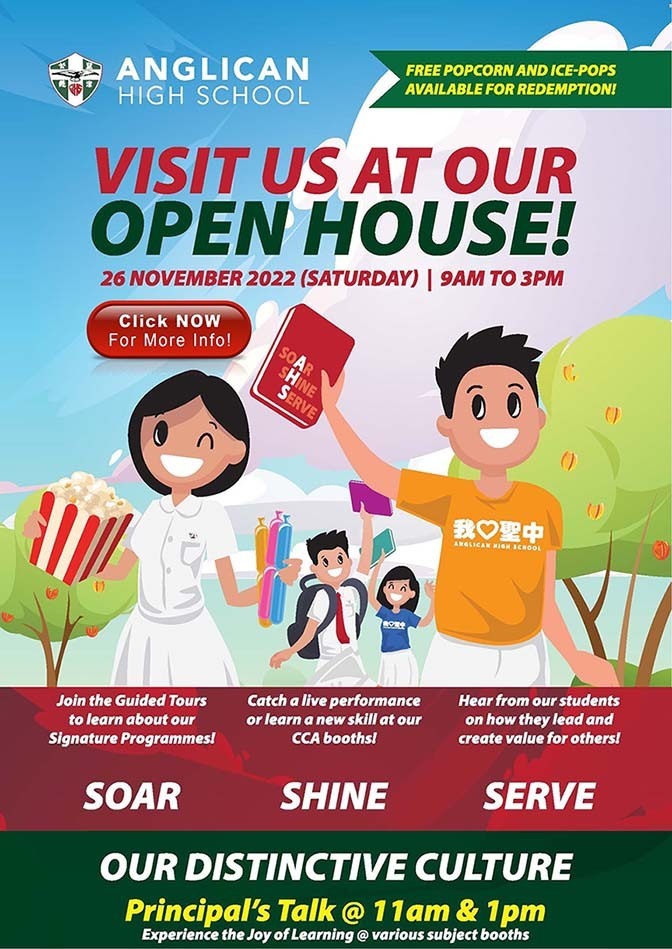 ANGLICAN
HIGH SCHOOL
FREE POPCORN AND ICE-POPS
AVAILABLE FOR REDEMPTION!
VISIT US AT OUR
OPEN HOUSE!
26 NOVEMBER 2022 (SATURDAY) | 9AM TO 3PM
Click NOW
For More Info!
SOAR
SHINE
SERVE
我♡聖中
ANGLICAN HIGH SCHOOL
我♡聖中
Join the Guided Tours
to learn about our
Signature Programmes!
Catch a live performance
or learn a new skill at our
CCA booths!
Hear from our students
on how they lead and
create value for others!
SOAR
SHINE
SERVE
OUR DISTINCTIVE CULTURE
Principal's Talk @ 11am & 1pm
Experience the Joy of Learning @ various subject booths